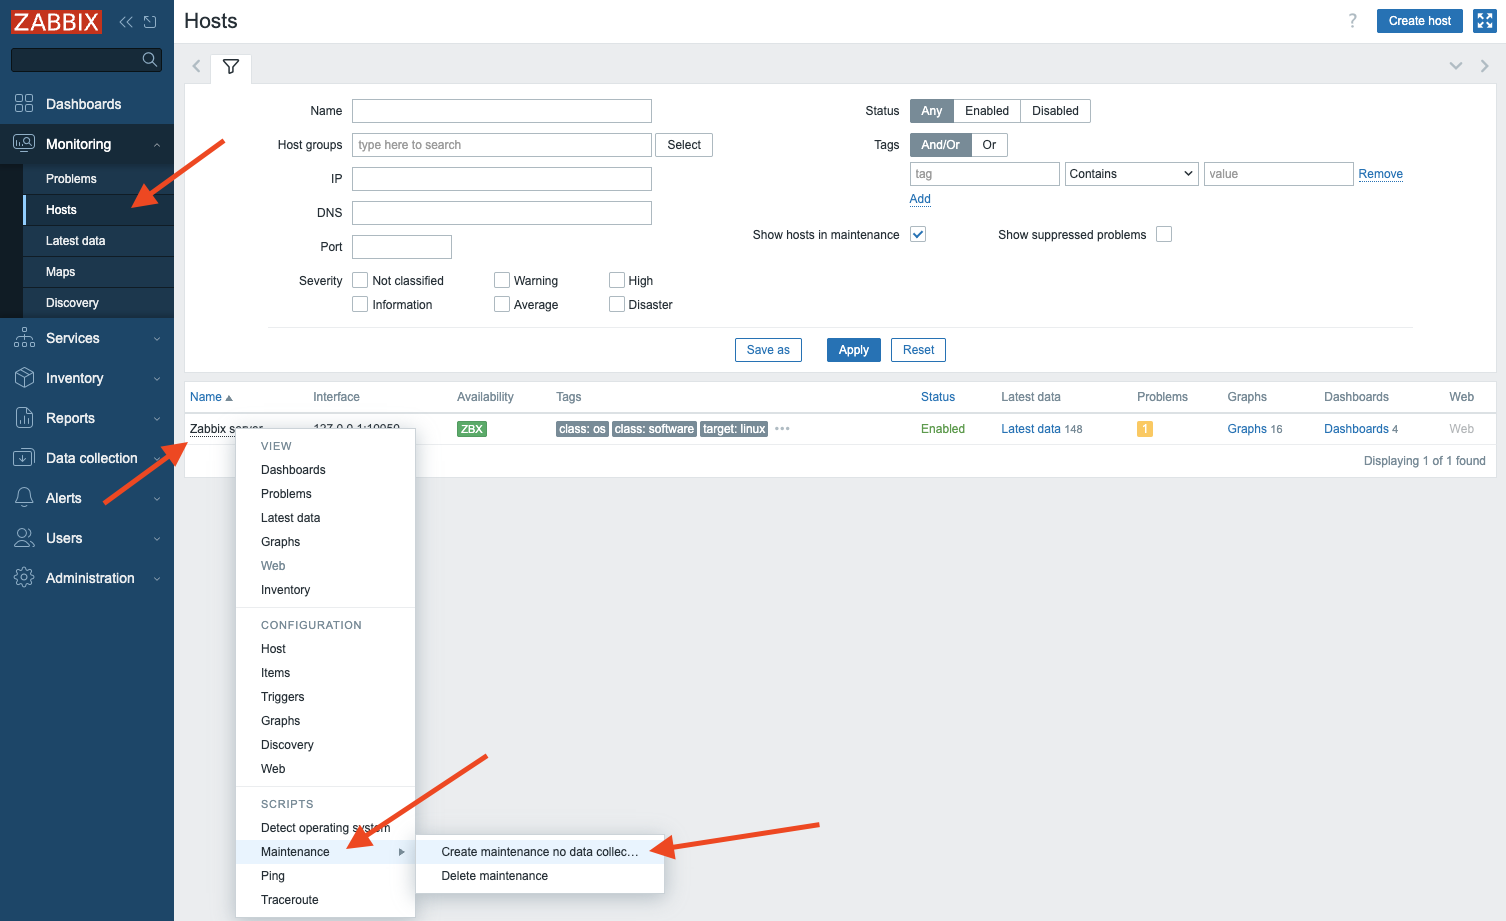 ZABBIX
Hosts
?
Create host
Dashboards
Monitoring
Problems
Hosts
Latest data
Maps
Discovery
Services
Inventory
Reports
Data collection
Alerts
Users
Administration
Name
Host groups type here to search Select
IP
DNS
Port
Severity Not classified Warning High
Information Average Disaster
Status Any Enabled Disabled
Tags And/Or Or
tag Contains value Remove
Add
Show hosts in maintenance Show suppressed problems
Save as Apply Reset
Name Interface Availability Tags Status Latest data Problems Graphs Dashboards Web
Zabbix server 127.0.0.1:10050 ZBX class: os class: software target: linux ••• Enabled Latest data 148 1 Graphs 16 Dashboards 4 Web
Displaying 1 of 1 found
VIEW
Dashboards
Problems
Latest data
Graphs
Web
Inventory
CONFIGURATION
Host
Items
Triggers
Graphs
Discovery
Web
SCRIPTS
Detect operating system
Maintenance
Ping
Traceroute
Create maintenance no data collec...
Delete maintenance